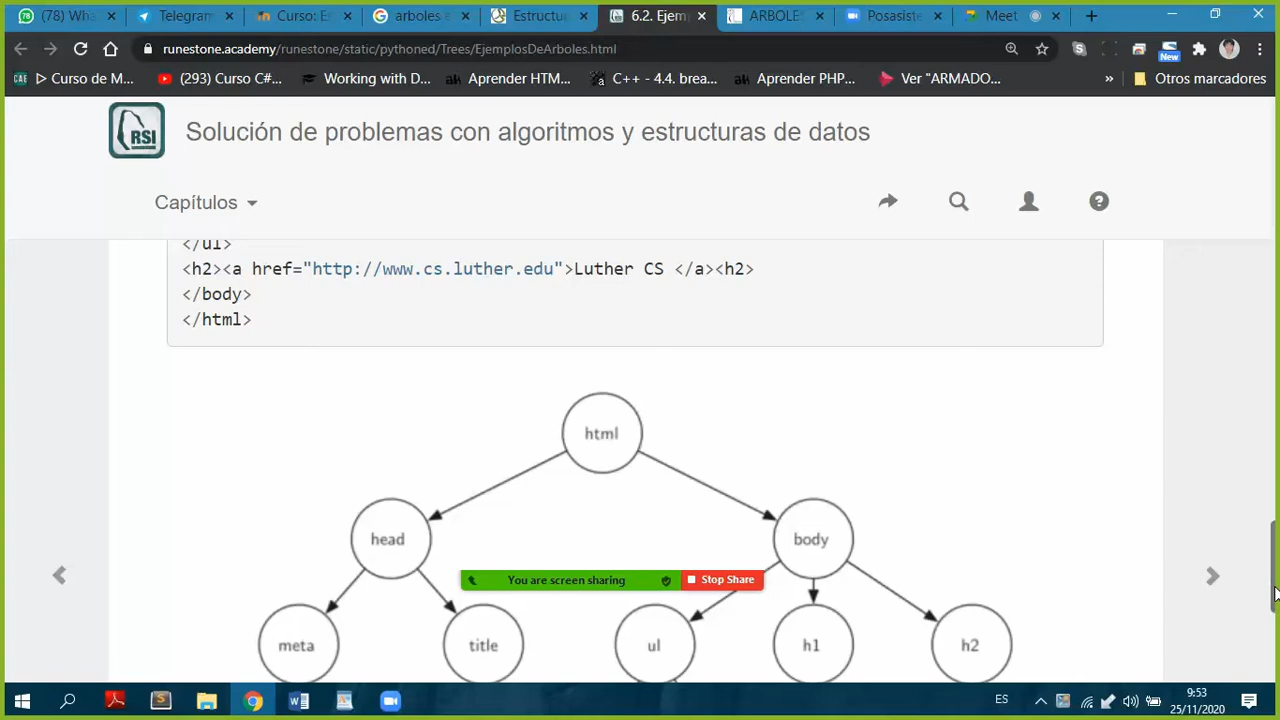 (78) Wha
Telegram
Curso: Es
arboles e
Estructu
6.2. Ejem
ARBOLES
Posasiste
Meet
runestone.academy/runestone/static/pythoned/Trees/EjemplosDeArboles.html
New
▷ Curso de M...
(293) Curso C#...
Working with D...
Aprender HTM...
C++ - 4.4. brea...
Aprender PHP...
Ver "ARMADO...
»
Otros marcadores
RSI
Solución de problemas con algoritmos y estructuras de datos
Capítulos
</ul>
<h2><a href="http://www.cs.luther.edu">Luther CS </a><h2>
</body>
</html>
html
head
body
You are screen sharing
Stop Share
meta
title
ul
h1
h2
ES
9:53
25/11/2020